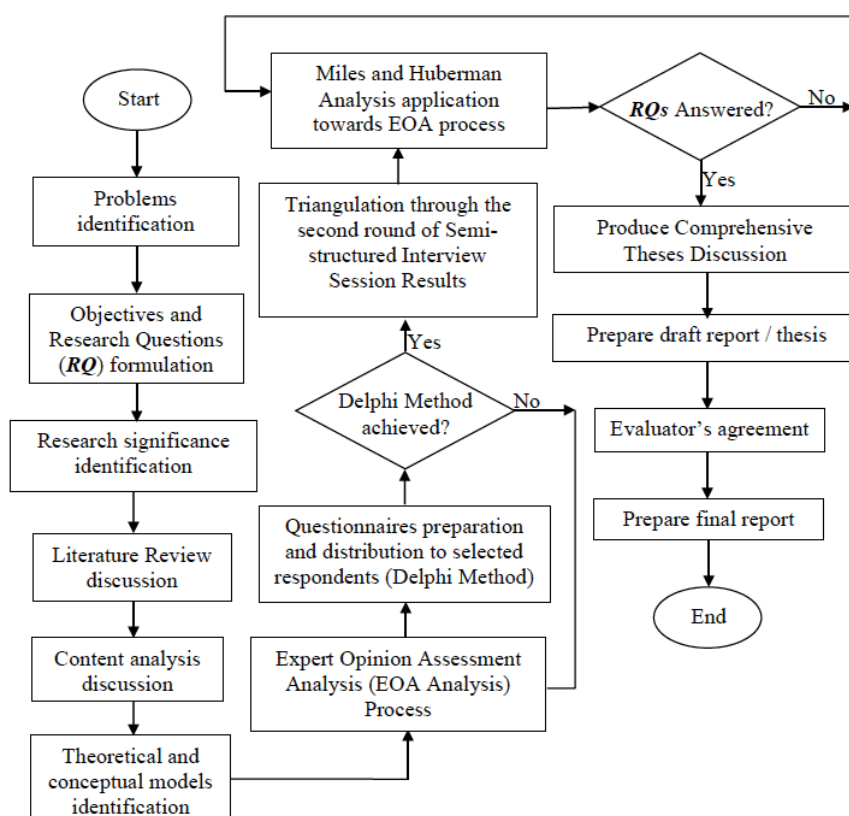 Start
Problems
identification
Objectives and
Research Questions
(RQ) formulation
Research significance
identification
Literature Review
discussion
Content analysis
discussion
Theoretical and
conceptual models
identification
Expert Opinion Assessment
Analysis (EOA Analysis)
Process
Questionnaires preparation
and distribution to selected
respondents (Delphi Method)
Delphi Method
achieved?
No
Yes
Triangulation through the
second round of Semi-
structured Interview
Session Results
Miles and Huberman
Analysis application
towards EOA process
RQs Answered?
No
Yes
Produce Comprehensive
Theses Discussion
Prepare draft report / thesis
Evaluator’s agreement
Prepare final report
End